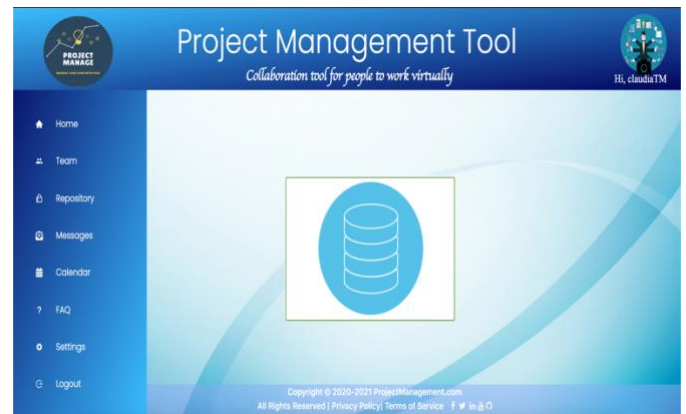 Project Management Tool
Collaboration tool for people to work virtually
PROJECT
MANAGE
Hi, claudiaTM
Home
Team
Repository
Messages
Calendar
FAQ
Settings
Logout
Copyright © 2020-2021 ProjectManagement.com
All Rights Reserved | Privacy Policy| Terms of Service